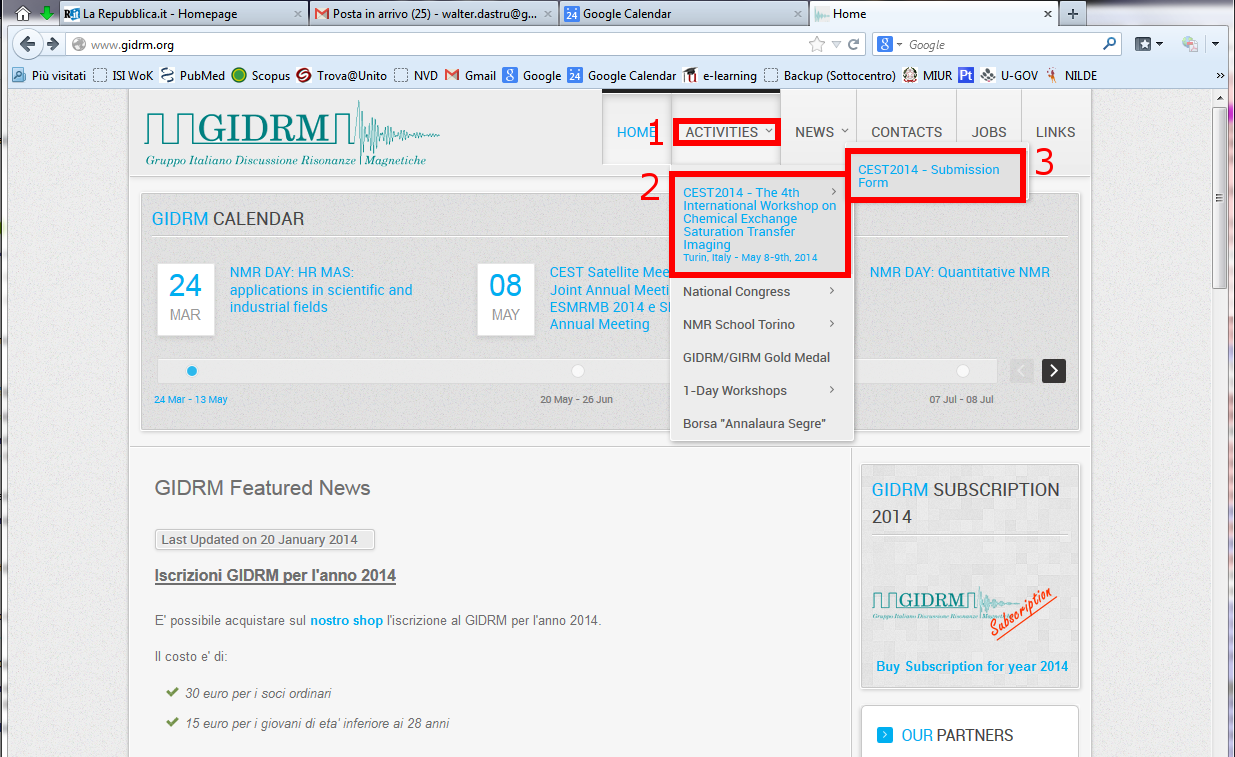 La Repubblica.it - Homepage
Posta in arrivo (25) - walter.dastru@g...
24 Google Calendar
Home
www.gidrm.org
Google
Più visitati
ISI WoK
PubMed
Scopus
Trova@Unito
NVD
Gmail
Google
24 Google Calendar
e-learning
Backup (Sottocentro)
MIUR
Pt
U-GOV
NILDE
GIDRM
Gruppo Italiano Discussione Risonanze Magnetiche
HOME
1
ACTIVITIES
NEWS
CONTACTS
JOBS
LINKS
2
CEST2014 - The 4th
International Workshop on
Chemical Exchange
Saturation Transfer
Imaging
Turin, Italy - May 8-9th, 2014
CEST2014 - Submission
Form
3
National Congress
NMR School Torino
GIDRM/GIRM Gold Medal
1-Day Workshops
Borsa "Annalaura Segre"
GIDRM CALENDAR
24
MAR
NMR DAY: HR MAS:
applications in scientific and
industrial fields
08
MAY
CEST Satellite Mee
Joint Annual Meeti
ESMRMB 2014 e S
Annual Meeting
NMR DAY: Quantitative NMR
24 Mar - 13 May
20 May - 26 Jun
07 Jul - 08 Jul
GIDRM Featured News
Last Updated on 20 January 2014
Iscrizioni GIDRM per l'anno 2014
E' possibile acquistare sul nostro shop l'iscrizione al GIDRM per l'anno 2014.
Il costo e' di:
30 euro per i soci ordinari
15 euro per i giovani di eta' inferiore ai 28 anni
GIDRM SUBSCRIPTION
2014
GIDRM
Gruppo Italiano Discussione Risonanze Magnetiche
Subscription
Buy Subscription for year 2014
OUR PARTNERS